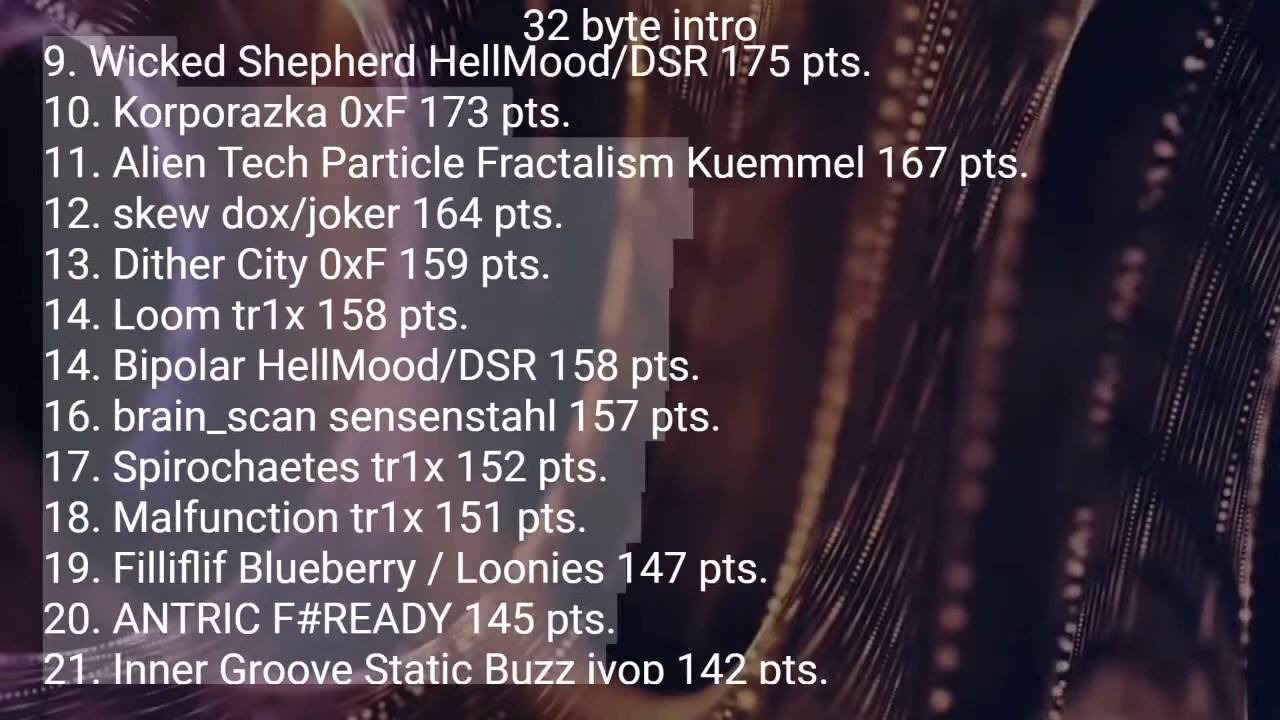 32 byte intro
9. Wicked Shepherd HellMood/DSR 175 pts.
10. Korporazka 0xF 173 pts.
11. Alien Tech Particle Fractalism Kuemmel 167 pts.
12. skew dox/joker 164 pts.
13. Dither City 0xF 159 pts.
14. Loom tr1x 158 pts.
14. Bipolar HellMood/DSR 158 pts.
16. brain_scan sensenstahl 157 pts.
17. Spirochaetes tr1x 152 pts.
18. Malfunction tr1x 151 pts.
19. Filliflif Blueberry / Loonies 147 pts.
20. ANTRIC F#READY 145 pts.
21. Inner Groove Static Buzz ivop 142 pts.